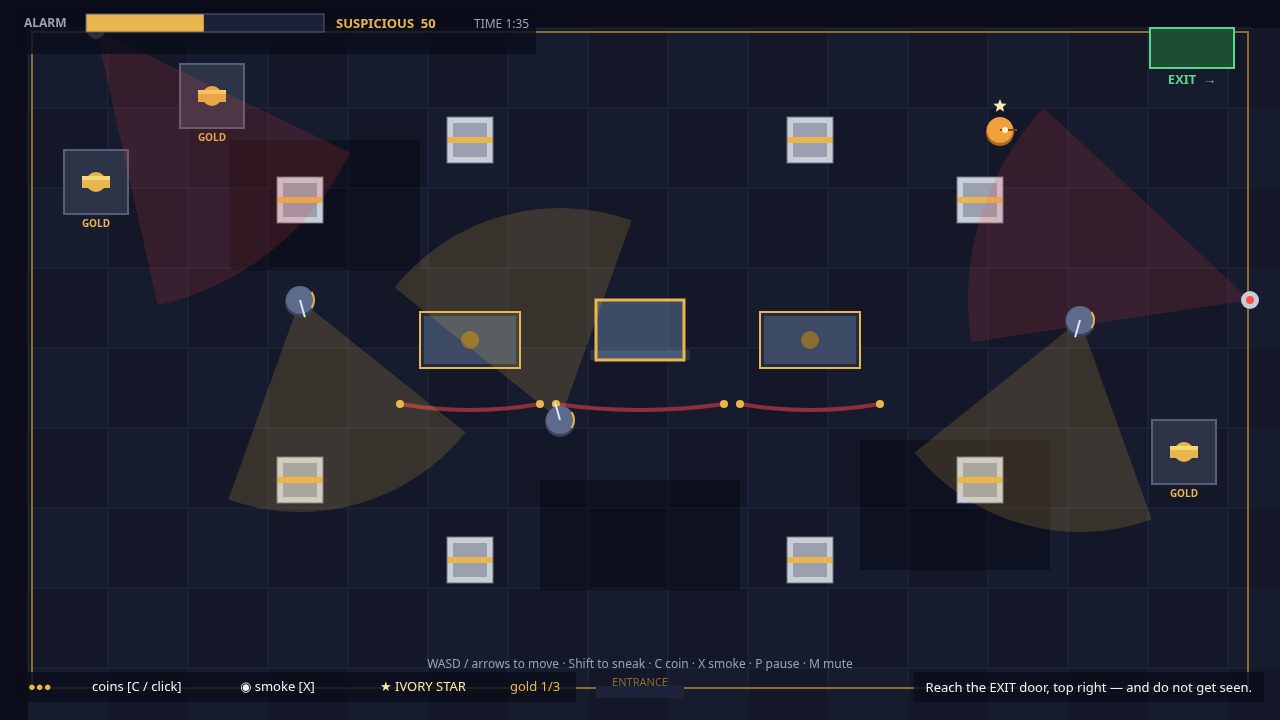 ALARM SUSPICIOUS 50 TIME 1:35
EXIT →
GOLD
GOLD
GOLD
WASD / arrows to move · Shift to sneak · C coin · X smoke · P pause · M mute
ENTRANCE
●●● coins [C / click] ◉ smoke [X] ★ IVORY STAR gold 1/3 Reach the EXIT door, top right — and do not get seen.